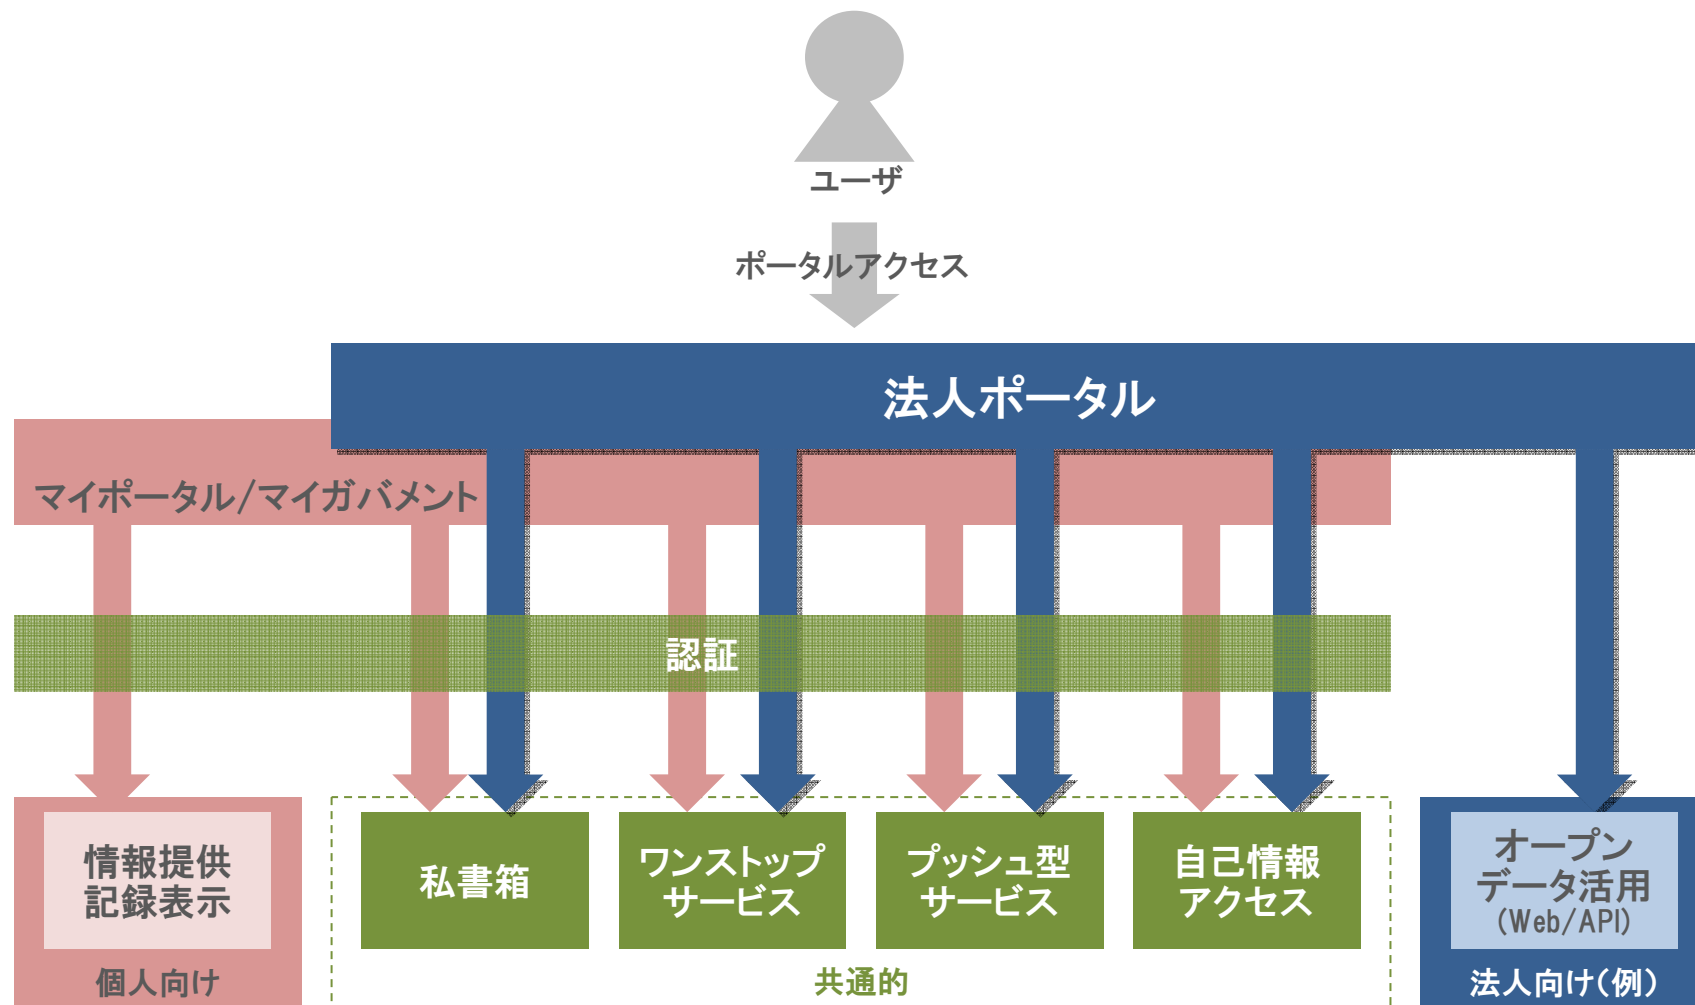 ユーザ
ポータルアクセス
法人ポータル
マイポータル/マイガバメント
認証
情報提供
記録表示
個人向け
私書箱
ワンストップ
サービス
プッシュ型
サービス
自己情報
アクセス
共通的
オープン
データ活用
(Web/API)
法人向け(例)